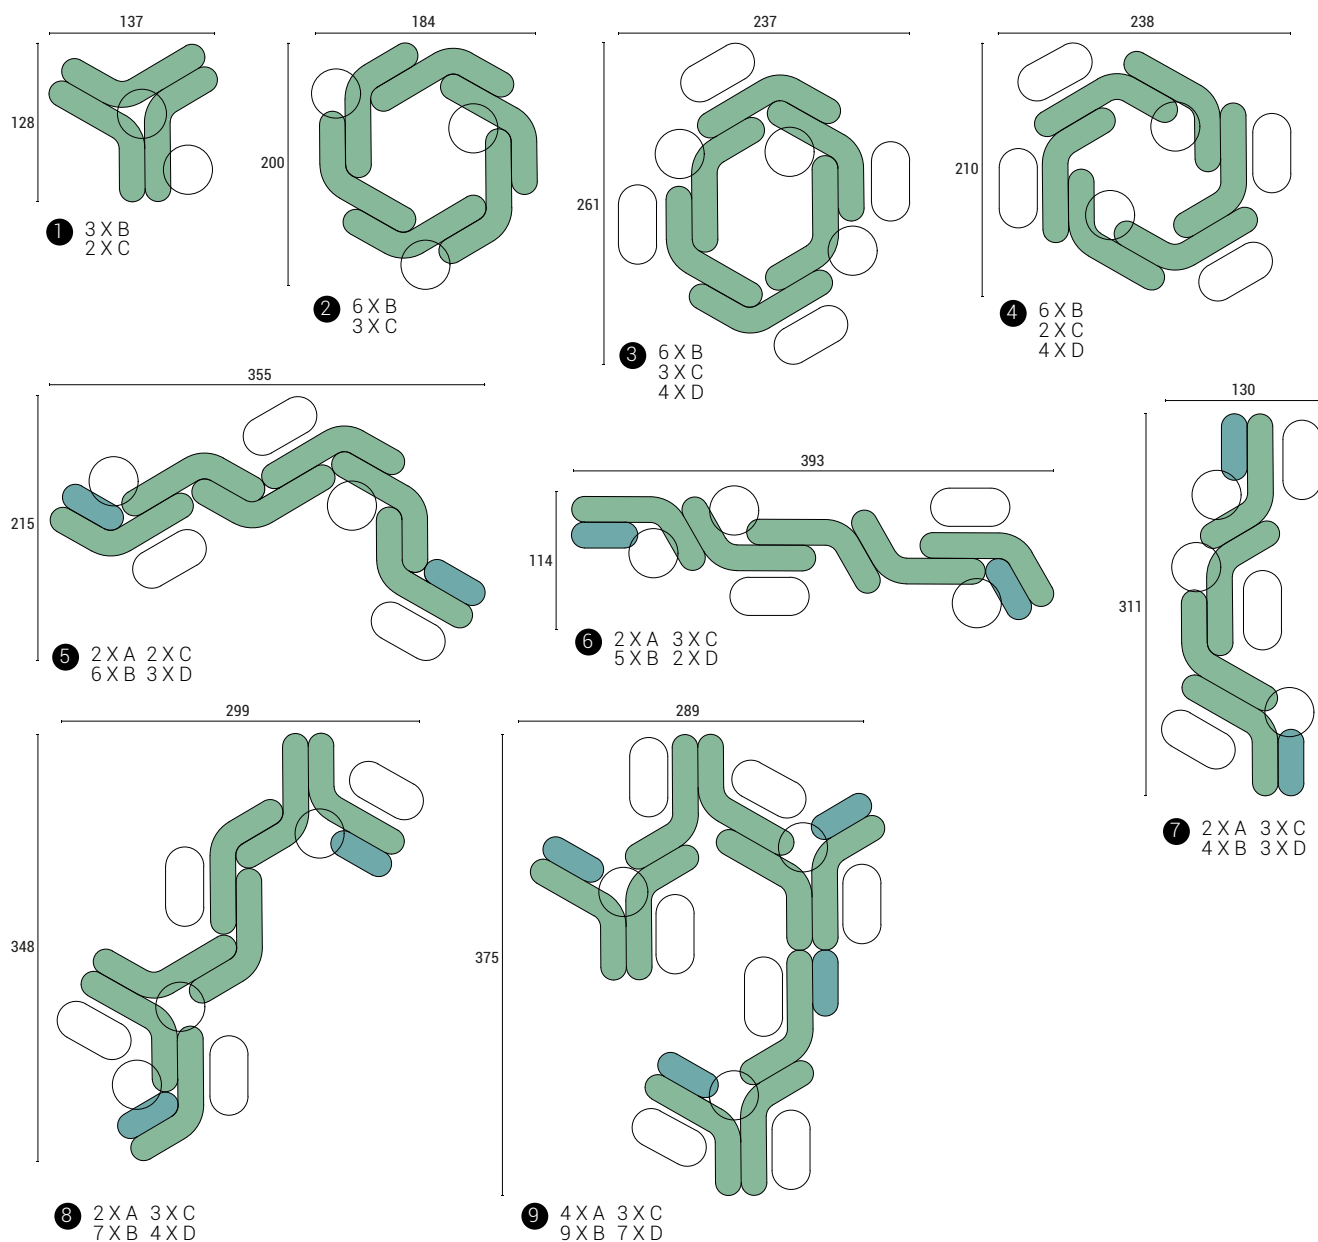 137
128
1
3 X B
2 X C
184
200
2
6 X B
3 X C
237
261
3
6 X B
3 X C
4 X D
238
210
4
6 X B
2 X C
4 X D
355
215
5
2 X A 2 X C
6 X B 3 X D
393
114
6
2 X A 3 X C
5 X B 2 X D
130
311
7
2 X A 3 X C
4 X B 3 X D
299
348
8
2 X A 3 X C
7 X B 4 X D
289
375
9
4 X A 3 X C
9 X B 7 X D